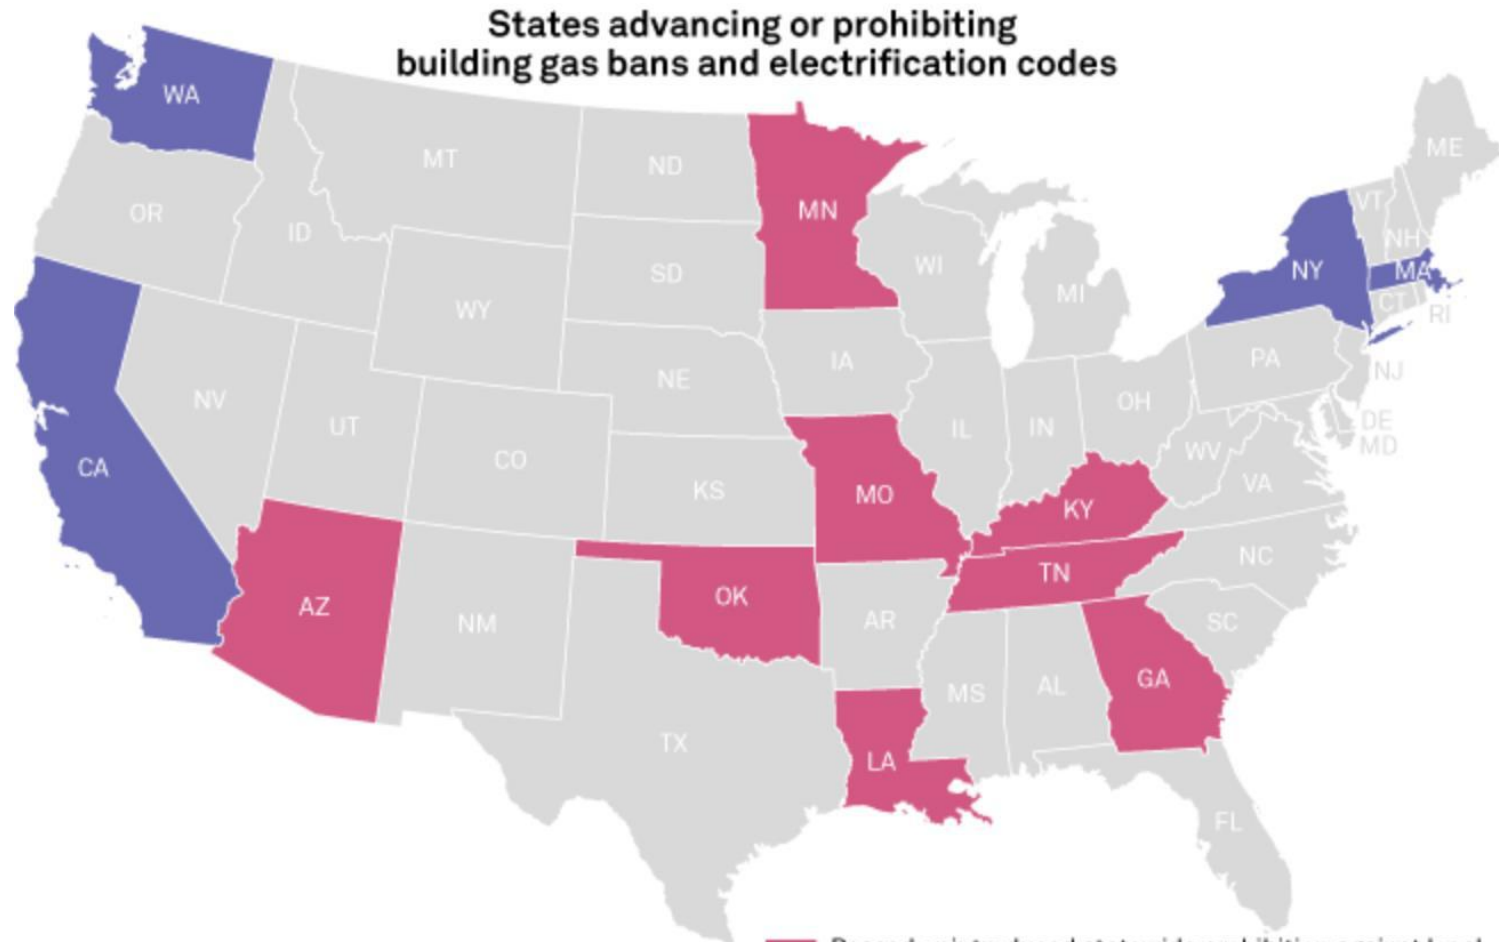 States advancing or prohibiting
building gas bans and electrification codes
WA
MT
ND
MN
ME
OR
ID
SD
WI
MI
VT
NH
NY
MA
CT
RI
WY
IA
PA
NJ
NV
UT
NE
IL
IN
OH
DE
MD
CA
CO
KS
MO
WV
VA
KY
AZ
NM
OK
AR
TN
NC
SC
MS
AL
GA
TX
LA
FL